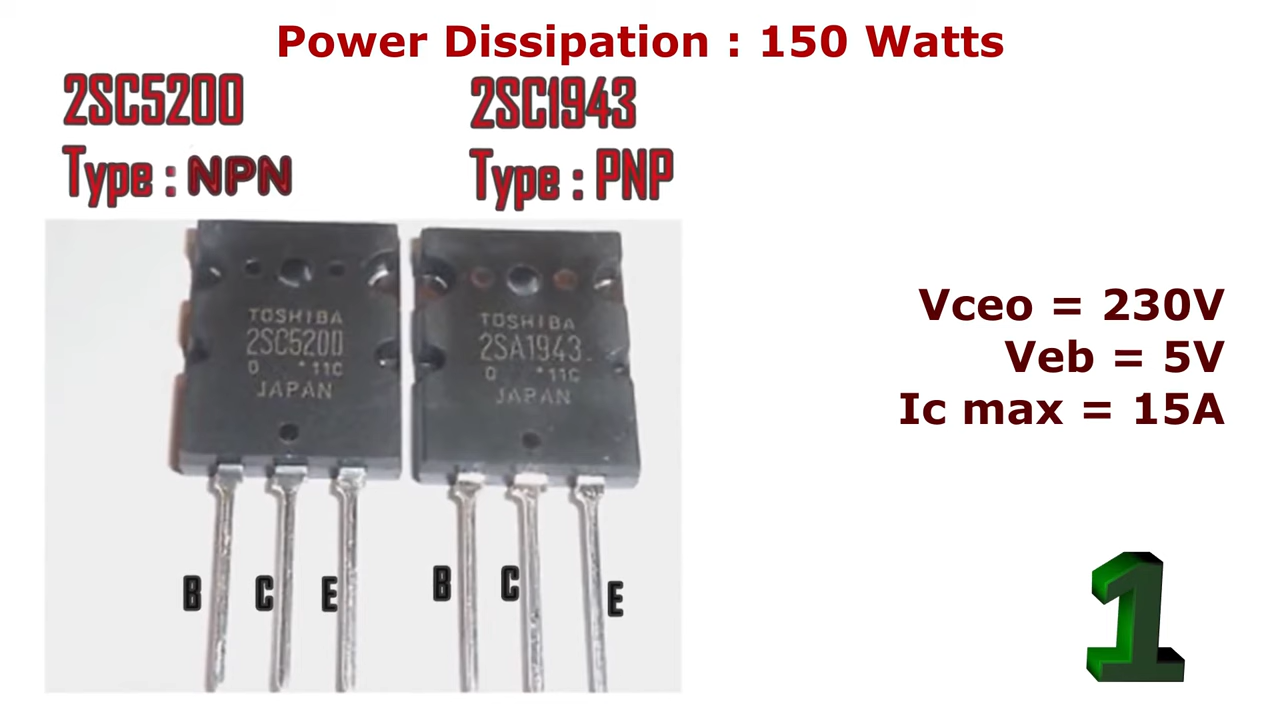 Power Dissipation : 150 Watts
2SC5200
Type : NPN
2SC1943
Type : PNP
TOSHIBA
2SC5200
O *11C
JAPAN
TOSHIBA
2SA1943
O *11C
JAPAN
B C E
B C E
Vceo = 230V
Veb = 5V
Ic max = 15A
1